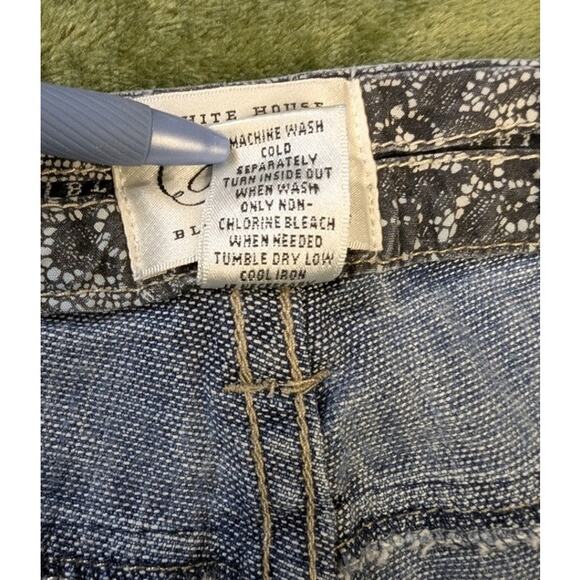 HITE HOUSE
MACHINE WASH
COLD
SEPARATELY
TURN INSIDE OUT
WHEN WASH
ONLY NON-
CHLORINE BLEACH
WHEN NEEDED
TUMBLE DRY LOW
COOL IRON
BL